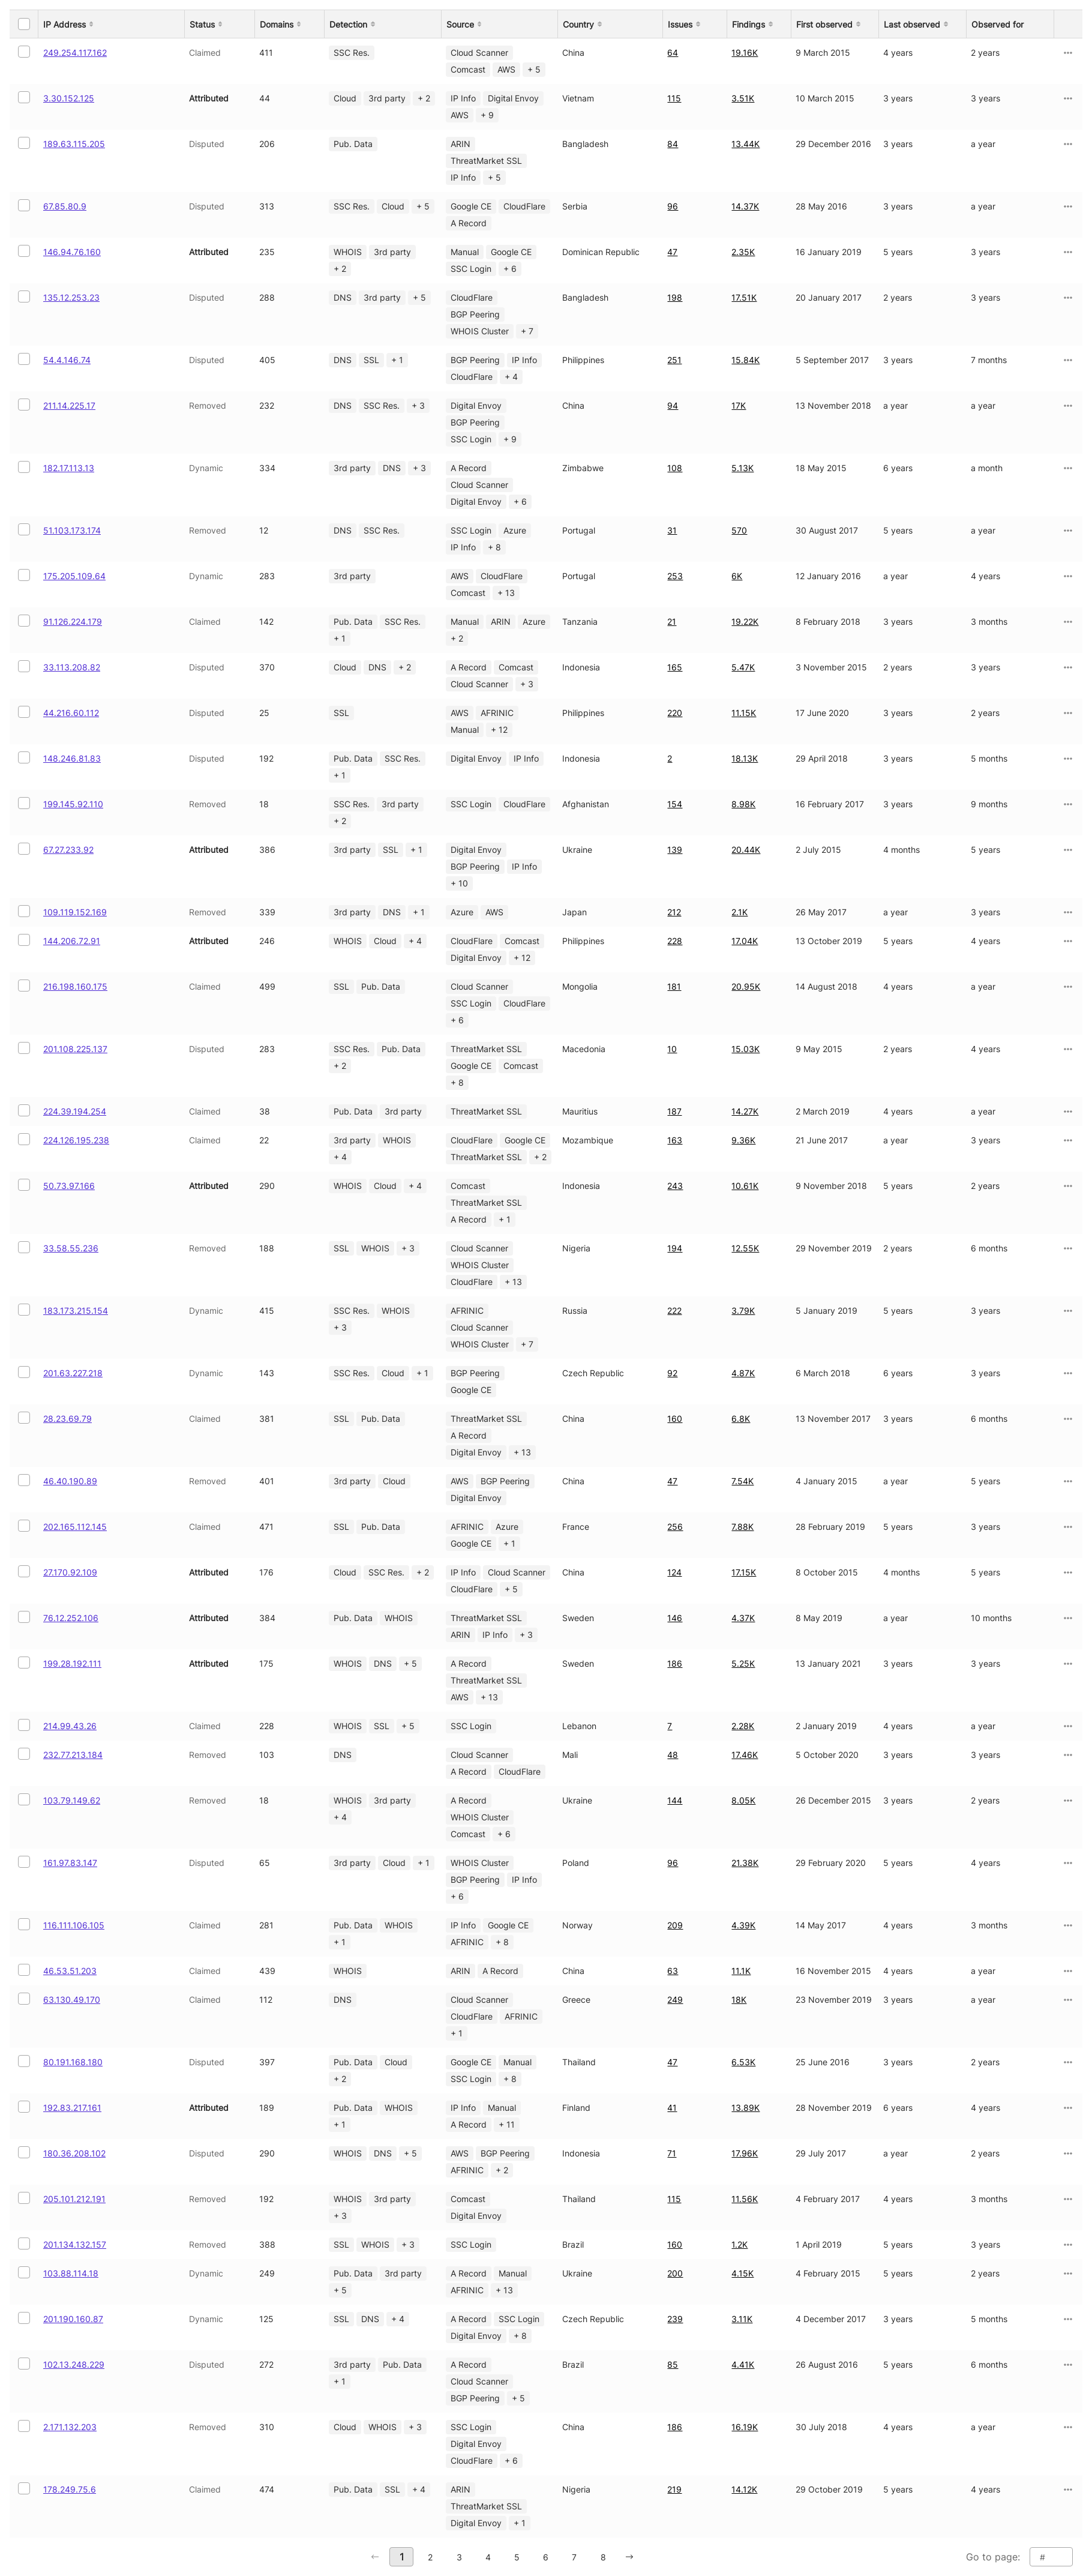 IP Address Status Domains Detection Source Country Issues Findings First observed Last observed Observed for
249.254.117.162 Claimed 411 SSC Res. Cloud Scanner China 64 19.16K 9 March 2015 4 years 2 years
Comcast AWS + 5
3.30.152.125 Attributed 44 Cloud 3rd party + 2 IP Info Digital Envoy Vietnam 115 3.51K 10 March 2015 3 years 3 years
AWS + 9
189.63.115.205 Disputed 206 Pub. Data ARIN Bangladesh 84 13.44K 29 December 2016 3 years a year
ThreatMarket SSL
IP Info + 5
67.85.80.9 Disputed 313 SSC Res. Cloud + 5 Google CE CloudFlare Serbia 96 14.37K 28 May 2016 3 years a year
A Record
146.94.76.160 Attributed 235 WHOIS 3rd party Manual Google CE Dominican Republic 47 2.35K 16 January 2019 5 years 3 years
+ 2 SSC Login + 6
135.12.253.23 Disputed 288 DNS 3rd party + 5 CloudFlare Bangladesh 198 17.51K 20 January 2017 2 years 3 years
BGP Peering
WHOIS Cluster + 7
54.4.146.74 Disputed 405 DNS SSL + 1 BGP Peering IP Info Philippines 251 15.84K 5 September 2017 3 years 7 months
CloudFlare + 4
211.14.225.17 Removed 232 DNS SSC Res. + 3 Digital Envoy China 94 17K 13 November 2018 a year a year
BGP Peering
SSC Login + 9
182.17.113.13 Dynamic 334 3rd party DNS + 3 A Record Zimbabwe 108 5.13K 18 May 2015 6 years a month
Cloud Scanner
Digital Envoy + 6
51.103.173.174 Removed 12 DNS SSC Res. SSC Login Azure Portugal 31 570 30 August 2017 5 years a year
IP Info + 8
175.205.109.64 Dynamic 283 3rd party AWS CloudFlare Portugal 253 6K 12 January 2016 a year 4 years
Comcast + 13
91.126.224.179 Claimed 142 Pub. Data SSC Res. Manual ARIN Azure Tanzania 21 19.22K 8 February 2018 3 years 3 months
+ 1 + 2
33.113.208.82 Disputed 370 Cloud DNS + 2 A Record Comcast Indonesia 165 5.47K 3 November 2015 2 years 3 years
Cloud Scanner + 3
44.216.60.112 Disputed 25 SSL AWS AFRINIC Philippines 220 11.15K 17 June 2020 3 years 2 years
Manual + 12
148.246.81.83 Disputed 192 Pub. Data SSC Res. Digital Envoy IP Info Indonesia 2 18.13K 29 April 2018 3 years 5 months
+ 1
199.145.92.110 Removed 18 SSC Res. 3rd party SSC Login CloudFlare Afghanistan 154 8.98K 16 February 2017 3 years 9 months
+ 2
67.27.233.92 Attributed 386 3rd party SSL + 1 Digital Envoy Ukraine 139 20.44K 2 July 2015 4 months 5 years
BGP Peering IP Info
+ 10
109.119.152.169 Removed 339 3rd party DNS + 1 Azure AWS Japan 212 2.1K 26 May 2017 a year 3 years
144.206.72.91 Attributed 246 WHOIS Cloud + 4 CloudFlare Comcast Philippines 228 17.04K 13 October 2019 5 years 4 years
Digital Envoy + 12
216.198.160.175 Claimed 499 SSL Pub. Data Cloud Scanner Mongolia 181 20.95K 14 August 2018 4 years a year
SSC Login CloudFlare
+ 6
201.108.225.137 Disputed 283 SSC Res. Pub. Data ThreatMarket SSL Macedonia 10 15.03K 9 May 2015 2 years 4 years
+ 2 Google CE Comcast
+ 8
224.39.194.254 Claimed 38 Pub. Data 3rd party ThreatMarket SSL Mauritius 187 14.27K 2 March 2019 4 years a year
224.126.195.238 Claimed 22 3rd party WHOIS CloudFlare Google CE Mozambique 163 9.36K 21 June 2017 a year 3 years
+ 4 ThreatMarket SSL + 2
50.73.97.166 Attributed 290 WHOIS Cloud + 4 Comcast Indonesia 243 10.61K 9 November 2018 5 years 2 years
ThreatMarket SSL
A Record + 1
33.58.55.236 Removed 188 SSL WHOIS + 3 Cloud Scanner Nigeria 194 12.55K 29 November 2019 2 years 6 months
WHOIS Cluster
CloudFlare + 13
183.173.215.154 Dynamic 415 SSC Res. WHOIS AFRINIC Russia 222 3.79K 5 January 2019 5 years 3 years
+ 3 Cloud Scanner
WHOIS Cluster + 7
201.63.227.218 Dynamic 143 SSC Res. Cloud + 1 BGP Peering Czech Republic 92 4.87K 6 March 2018 6 years 3 years
Google CE
28.23.69.79 Claimed 381 SSL Pub. Data ThreatMarket SSL China 160 6.8K 13 November 2017 3 years 6 months
A Record
Digital Envoy + 13
46.40.190.89 Removed 401 3rd party Cloud AWS BGP Peering China 47 7.54K 4 January 2015 a year 5 years
Digital Envoy
202.165.112.145 Claimed 471 SSL Pub. Data AFRINIC Azure France 256 7.88K 28 February 2019 5 years 3 years
Google CE + 1
27.170.92.109 Attributed 176 Cloud SSC Res. + 2 IP Info Cloud Scanner China 124 17.15K 8 October 2015 4 months 5 years
CloudFlare + 5
76.12.252.106 Attributed 384 Pub. Data WHOIS ThreatMarket SSL Sweden 146 4.37K 8 May 2019 a year 10 months
ARIN IP Info + 3
199.28.192.111 Attributed 175 WHOIS DNS + 5 A Record Sweden 186 5.25K 13 January 2021 3 years 3 years
ThreatMarket SSL
AWS + 13
214.99.43.26 Claimed 228 WHOIS SSL + 5 SSC Login Lebanon 7 2.28K 2 January 2019 4 years a year
232.77.213.184 Removed 103 DNS Cloud Scanner Mali 48 17.46K 5 October 2020 3 years 3 years
A Record CloudFlare
103.79.149.62 Removed 18 WHOIS 3rd party A Record Ukraine 144 8.05K 26 December 2015 3 years 2 years
+ 4 WHOIS Cluster
Comcast + 6
161.97.83.147 Disputed 65 3rd party Cloud + 1 WHOIS Cluster Poland 96 21.38K 29 February 2020 5 years 4 years
BGP Peering IP Info
+ 6
116.111.106.105 Claimed 281 Pub. Data WHOIS IP Info Google CE Norway 209 4.39K 14 May 2017 4 years 3 months
+ 1 AFRINIC + 8
46.53.51.203 Claimed 439 WHOIS ARIN A Record China 63 11.1K 16 November 2015 4 years a year
63.130.49.170 Claimed 112 DNS Cloud Scanner Greece 249 18K 23 November 2019 3 years a year
CloudFlare AFRINIC
+ 1
80.191.168.180 Disputed 397 Pub. Data Cloud Google CE Manual Thailand 47 6.53K 25 June 2016 3 years 2 years
+ 2 SSC Login + 8
192.83.217.161 Attributed 189 Pub. Data WHOIS IP Info Manual Finland 41 13.89K 28 November 2019 6 years 4 years
+ 1 A Record + 11
180.36.208.102 Disputed 290 WHOIS DNS + 5 AWS BGP Peering Indonesia 71 17.96K 29 July 2017 a year 2 years
AFRINIC + 2
205.101.212.191 Removed 192 WHOIS 3rd party Comcast Thailand 115 11.56K 4 February 2017 4 years 3 months
+ 3 Digital Envoy
201.134.132.157 Removed 388 SSL WHOIS + 3 SSC Login Brazil 160 1.2K 1 April 2019 5 years 3 years
103.88.114.18 Dynamic 249 Pub. Data 3rd party A Record Manual Ukraine 200 4.15K 4 February 2015 5 years 2 years
+ 5 AFRINIC + 13
201.190.160.87 Dynamic 125 SSL DNS + 4 A Record SSC Login Czech Republic 239 3.11K 4 December 2017 3 years 5 months
Digital Envoy + 8
102.13.248.229 Disputed 272 3rd party Pub. Data A Record Brazil 85 4.41K 26 August 2016 5 years 6 months
+ 1 Cloud Scanner
BGP Peering + 5
2.171.132.203 Removed 310 Cloud WHOIS + 3 SSC Login China 186 16.19K 30 July 2018 4 years a year
Digital Envoy
CloudFlare + 6
178.249.75.6 Claimed 474 Pub. Data SSL + 4 ARIN Nigeria 219 14.12K 29 October 2019 5 years 4 years
ThreatMarket SSL
Digital Envoy + 1
← 1 2 3 4 5 6 7 8 → Go to page: #